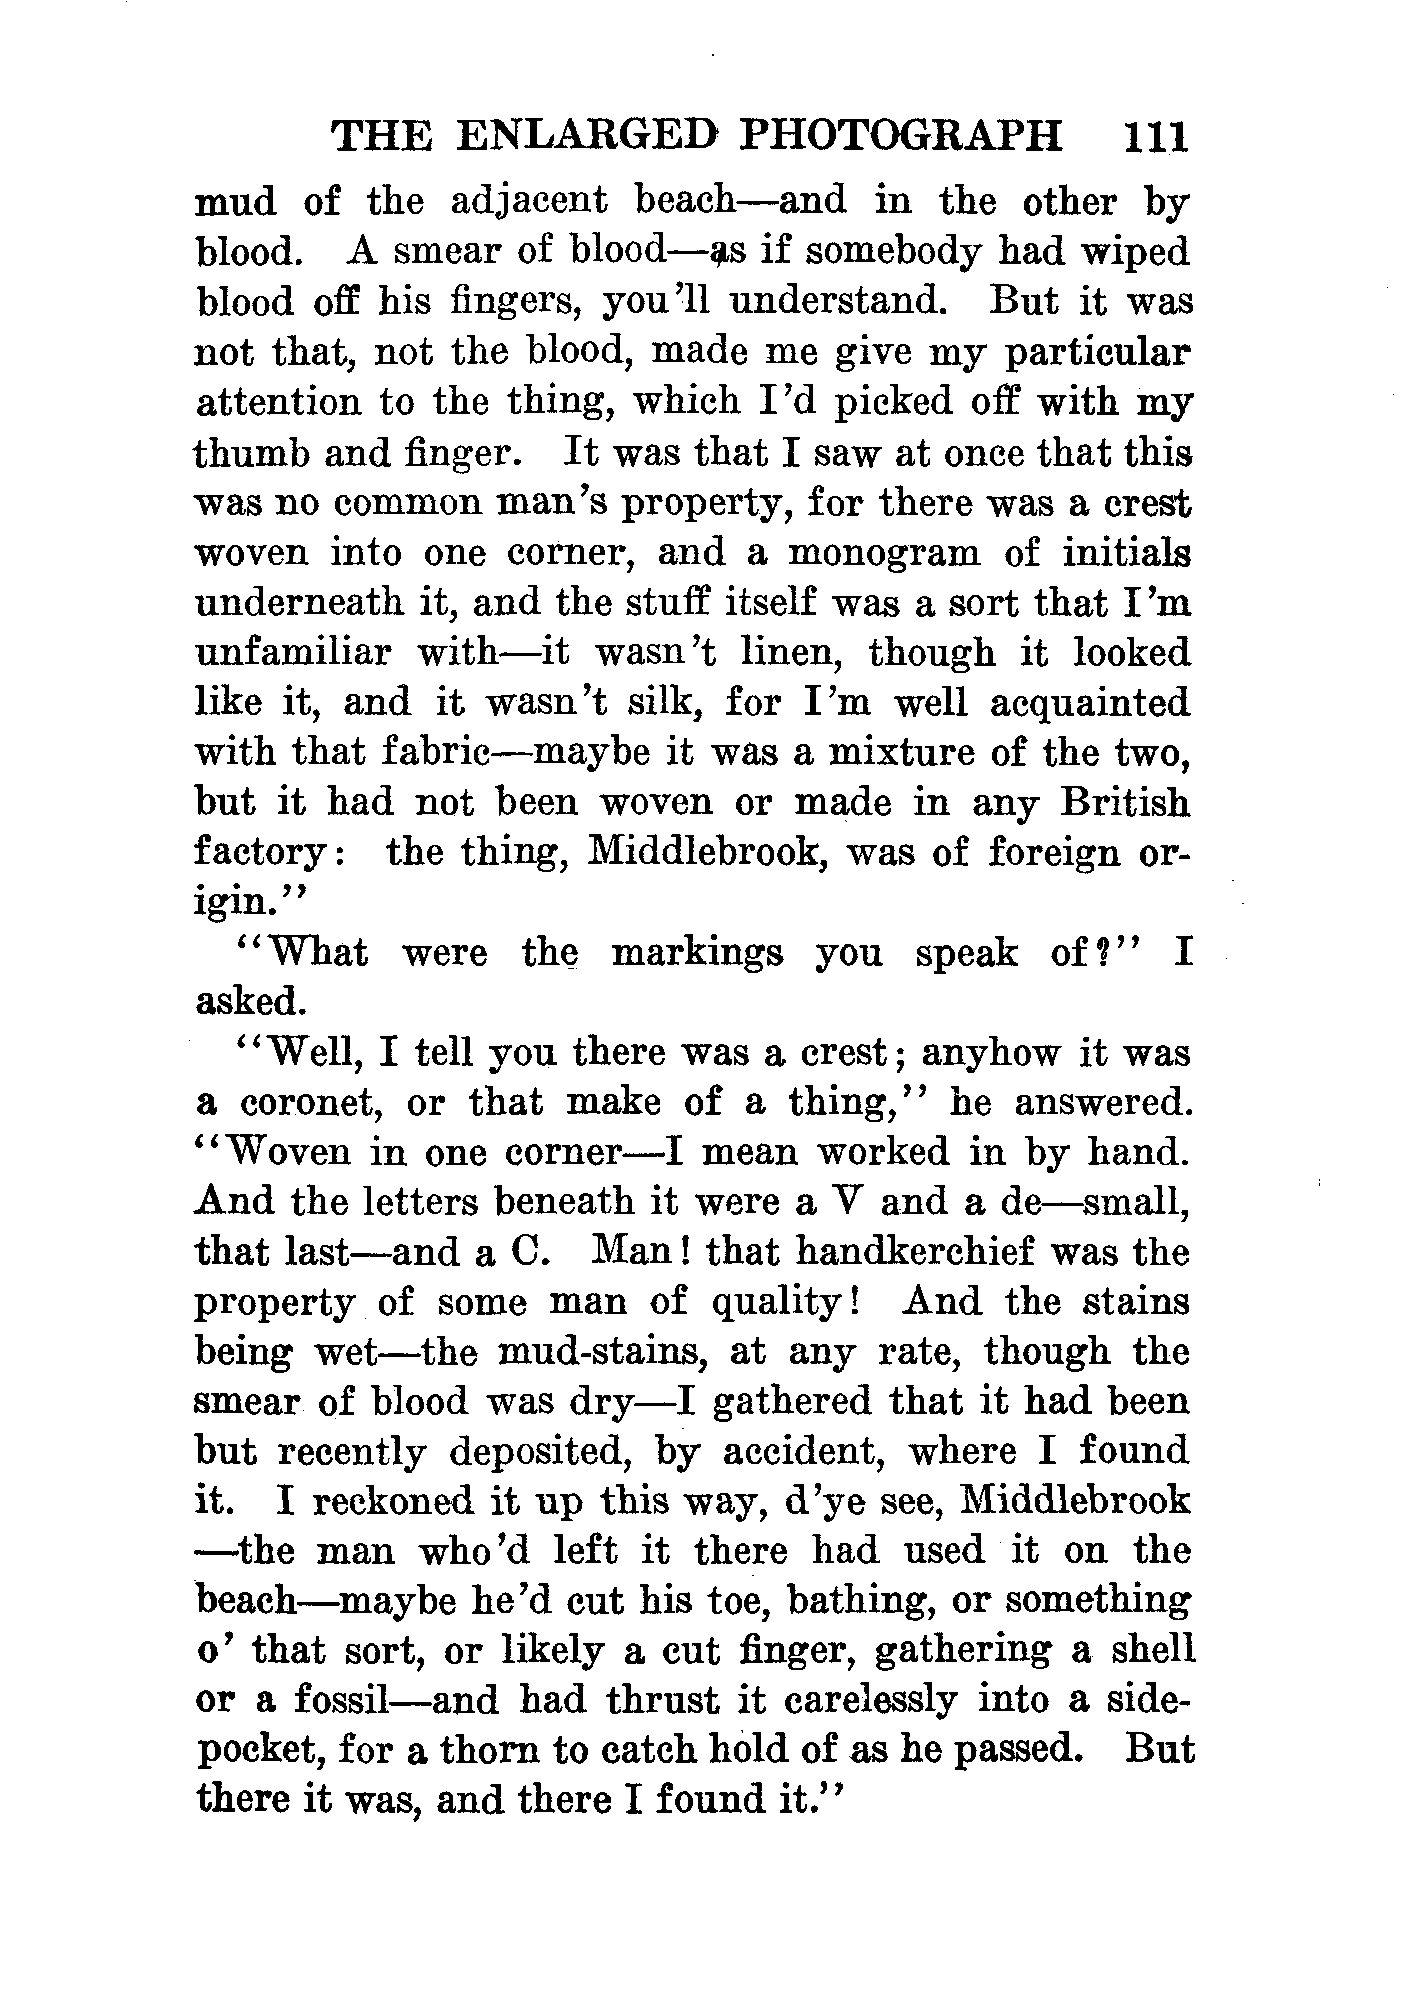 THE ENLARGED PHOTOGRAPH 111
mud of the adjacent beach—and in the other by
blood. A smear of blood—as if somebody had wiped
blood off his fingers, you'll understand. But it was
not that, not the blood, made me give my particular
attention to the thing, which I'd picked off with my
thumb and finger. It was that I saw at once that this
was no common man's property, for there was a crest
woven into one corner, and a monogram of initials
underneath it, and the stuff itself was a sort that I'm
unfamiliar with—it wasn't linen, though it looked
like it, and it wasn't silk, for I'm well acquainted
with that fabric—maybe it was a mixture of the two,
but it had not been woven or made in any British
factory: the thing, Middlebrook, was of foreign or-
igin."
"What were the markings you speak of?" I
asked.
"Well, I tell you there was a crest; anyhow it was
a coronet, or that make of a thing," he answered.
"Woven in one corner—I mean worked in by hand.
And the letters beneath it were a V and a de—small,
that last—and a C. Man! that handkerchief was the
property of some man of quality! And the stains
being wet—the mud-stains, at any rate, though the
smear of blood was dry—I gathered that it had been
but recently deposited, by accident, where I found
it. I reckoned it up this way, d'ye see, Middlebrook
—the man who'd left it there had used it on the
beach—maybe he'd cut his toe, bathing, or something
o' that sort, or likely a cut finger, gathering a shell
or a fossil—and had thrust it carelessly into a side-
pocket, for a thorn to catch hold of as he passed. But
there it was, and there I found it."